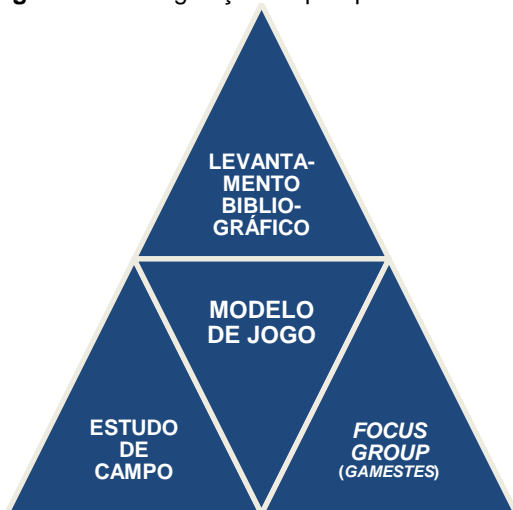 LEVANTA-
MENTO
BIBLIO-
GRÁFICO
MODELO
DE JOGO
ESTUDO
DE
CAMPO
FOCUS
GROUP
(GAMESTES)